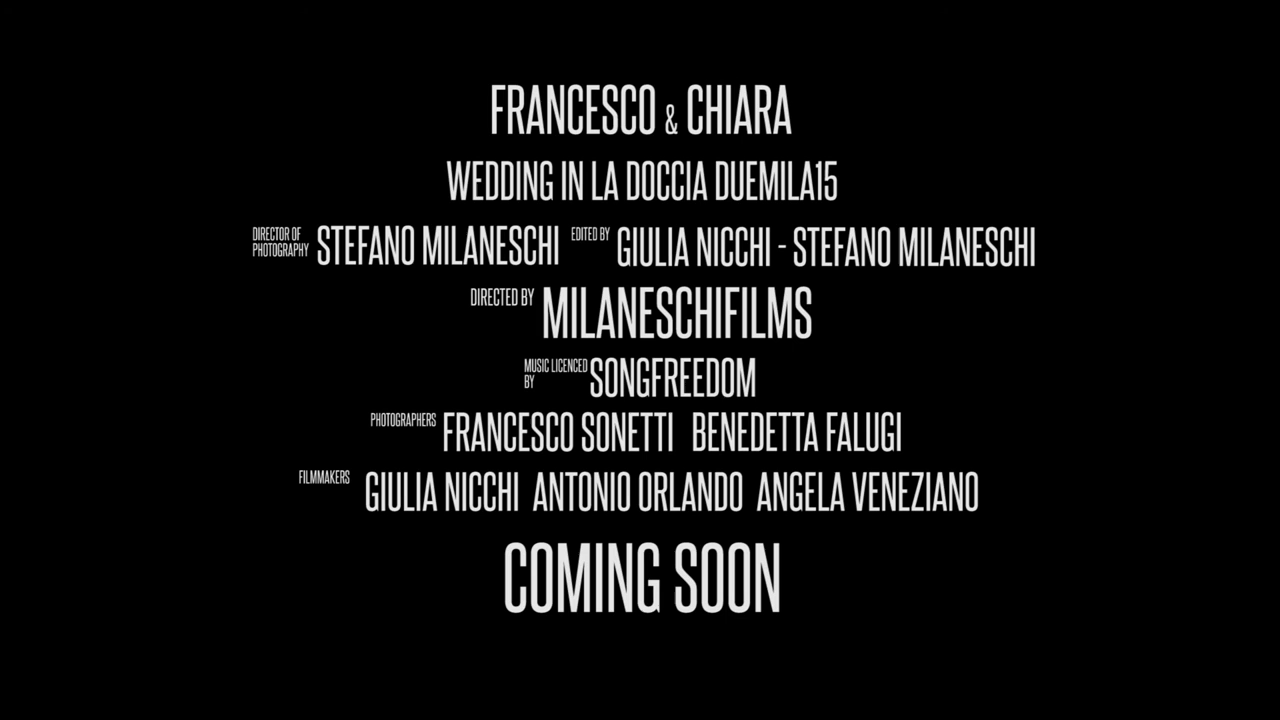 FRANCESCO & CHIARA
WEDDING IN LA DOCCIA DUEMILA15
DIRECTOR OF PHOTOGRAPHY STEFANO MILANESCHI EDITED BY GIULIA NICCHI - STEFANO MILANESCHI
DIRECTED BY MILANESCHIFILMS
MUSIC LICENCED BY SONGFREEDOM
PHOTOGRAPHERS FRANCESCO SONETTI BENEDETTA FALUGI
FILMMAKERS GIULIA NICCHI ANTONIO ORLANDO ANGELA VENEZIANO
COMING SOON